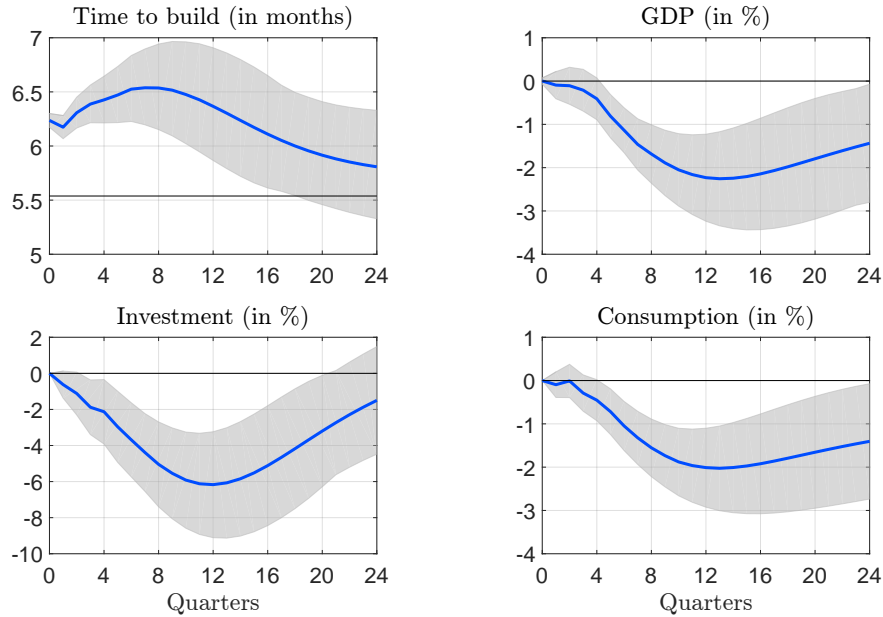 Time to build (in months)
7
6.5
6
5.5
5
0 4 8 12 16 20 24
GDP (in %)
1
0
-1
-2
-3
-4
0 4 8 12 16 20 24
Investment (in %)
2
0
-2
-4
-6
-8
-10
0 4 8 12 16 20 24
Quarters
Consumption (in %)
1
0
-1
-2
-3
-4
0 4 8 12 16 20 24
Quarters